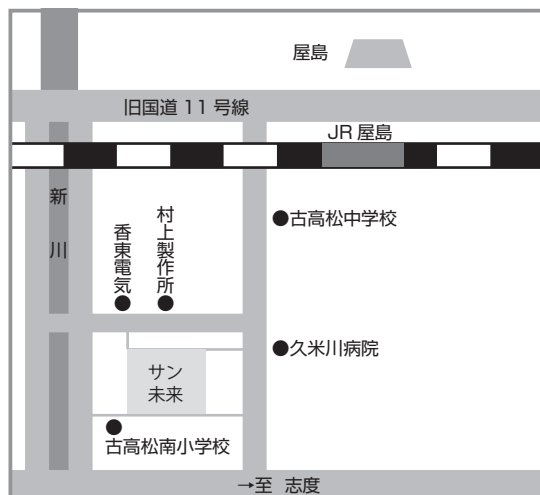 屋島
旧国道 11 号線
JR 屋島
新川
村上製作所
香東電気
古高松中学校
久米川病院
サン
未来
古高松南小学校
→至 志度